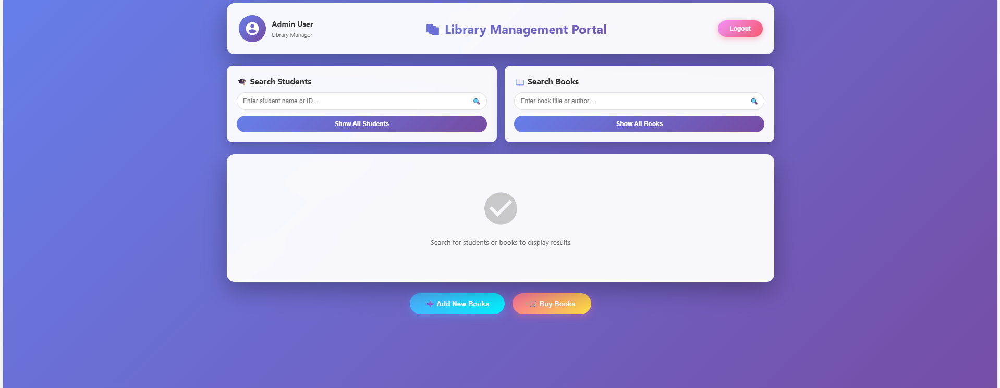 Admin User
Library Manager
Library Management Portal
Logout
Search Students
Enter student name or ID...
Show All Students
Search Books
Enter book title or author...
Show All Books
Search for students or books to display results
Add New Books
Buy Books